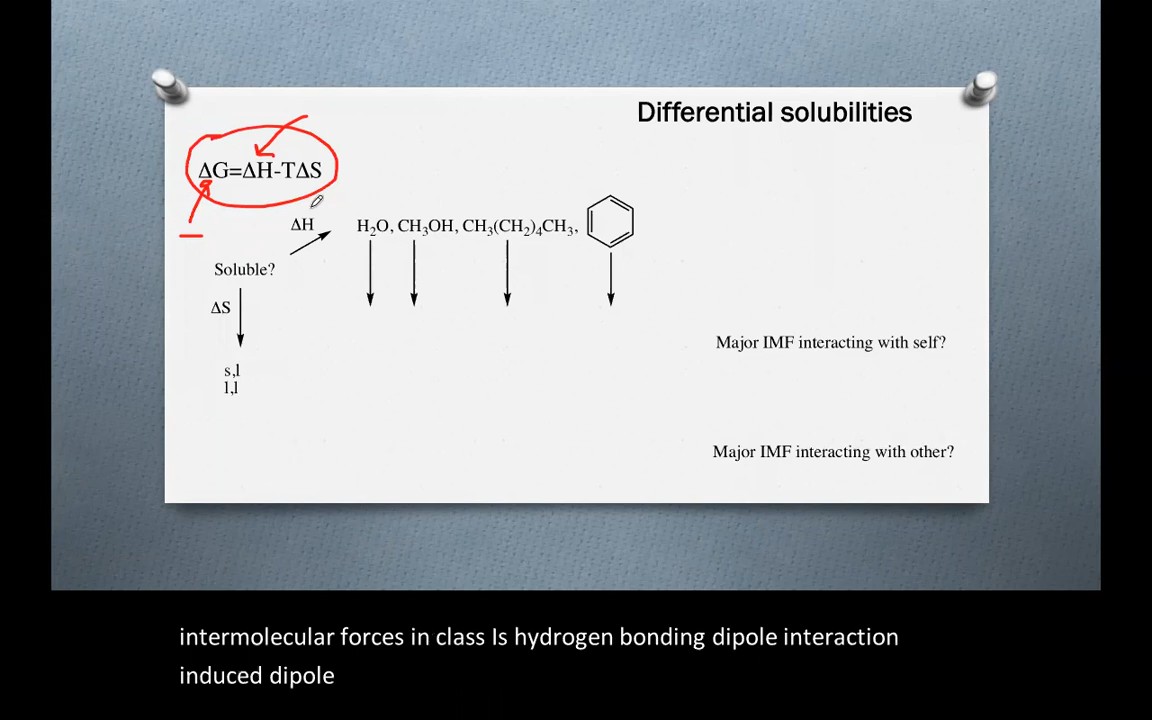 Differential solubilities
ΔG=ΔH-TΔS
ΔH
H₂O, CH₃OH, CH₃(CH₂)₄CH₃,
Soluble?
ΔS
Major IMF interacting with self?
s,l
l,l
Major IMF interacting with other?
intermolecular forces in class Is hydrogen bonding dipole interaction
induced dipole